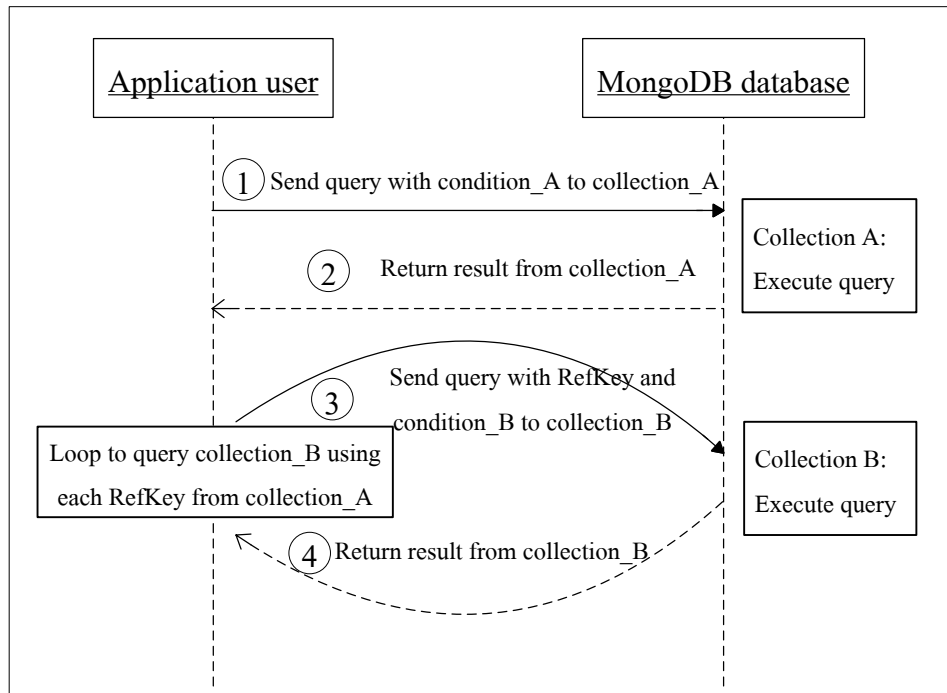 Application user
MongoDB database
1 Send query with condition_A to collection_A
Collection A:
Execute query
2 Return result from collection_A
3 Send query with RefKey and
condition_B to collection_B
Loop to query collection_B using
each RefKey from collection_A
Collection B:
Execute query
4 Return result from collection_B